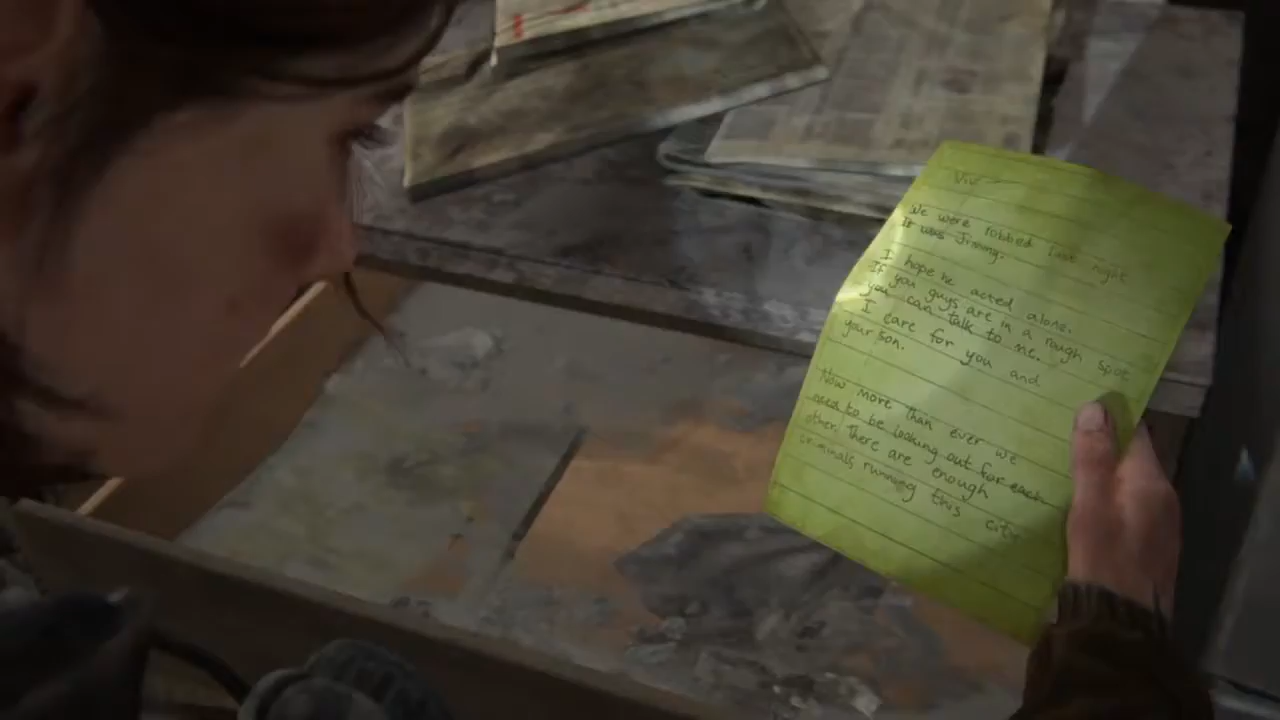 Viv -
We were robbed last night
It was Jimmy.
I hope he acted alone.
If you guys are in a rough spot
you can talk to me.
I care for you and
your son.
Now more than ever we
need to be looking out for each
other. There are enough
criminals running this city.